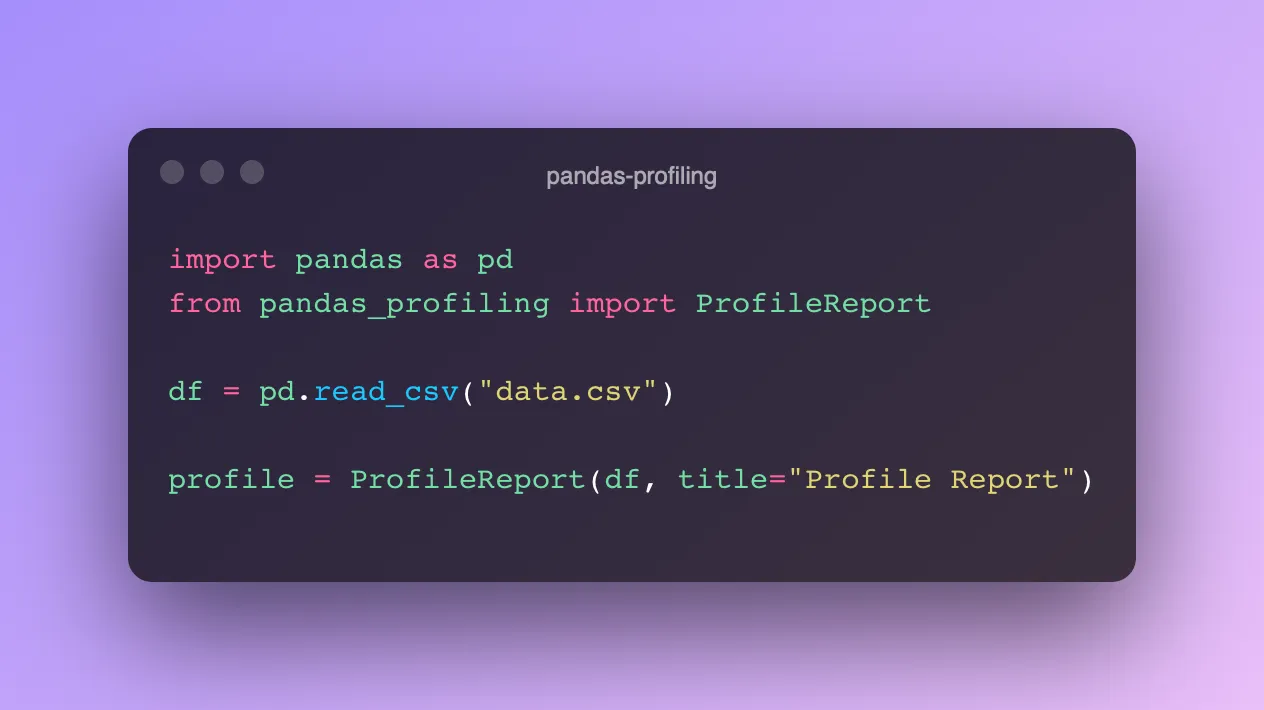 pandas-profiling
import pandas as pd
from pandas_profiling import ProfileReport
df = pd.read_csv("data.csv")
profile = ProfileReport(df, title="Profile Report")